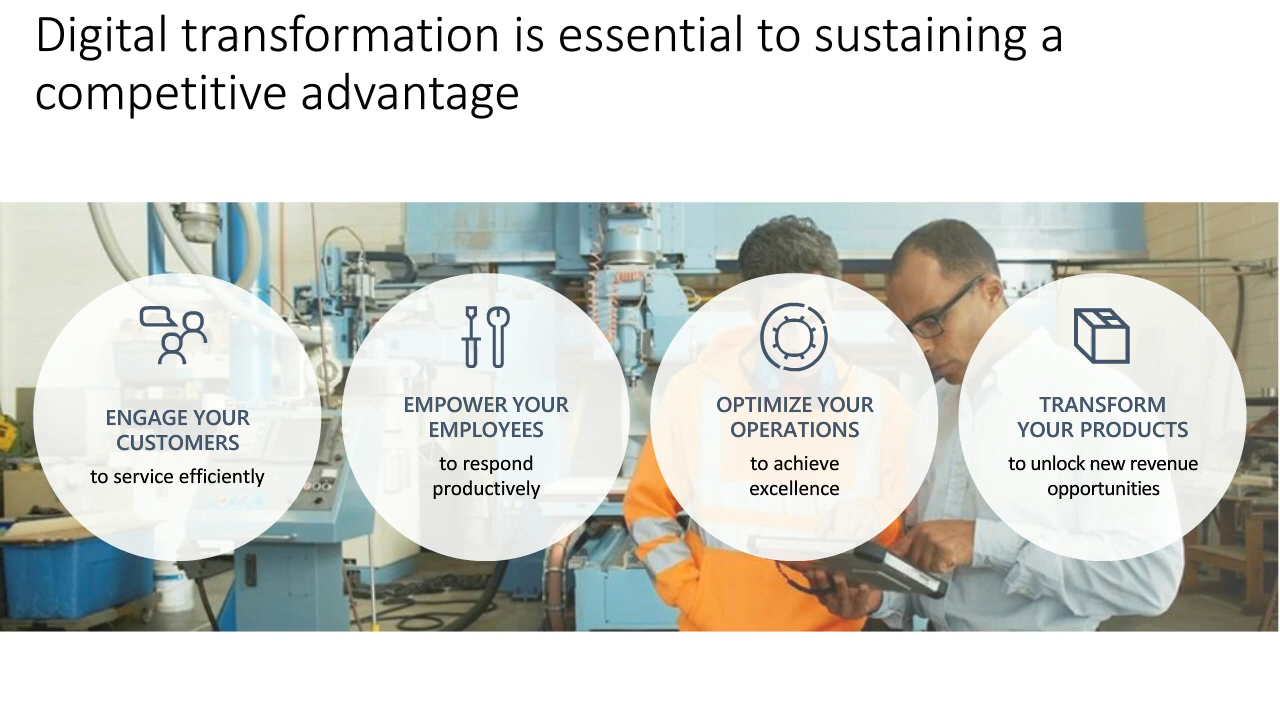 Digital transformation is essential to sustaining a
competitive advantage
ENGAGE YOUR
CUSTOMERS
to service efficiently
EMPOWER YOUR
EMPLOYEES
to respond
productively
OPTIMIZE YOUR
OPERATIONS
to achieve
excellence
TRANSFORM
YOUR PRODUCTS
to unlock new revenue
opportunities